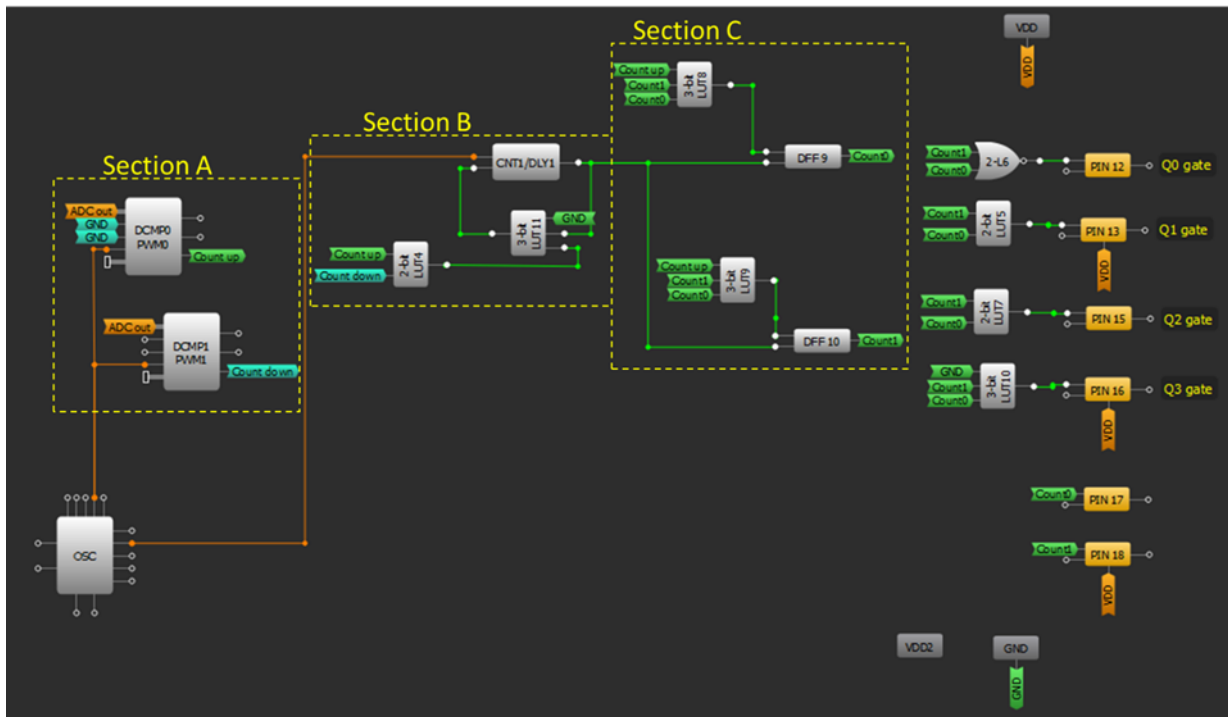 Section A
ADC out
GND
GND
DCMP0
PWM0
Count up
ADC out
DCMP1
PWM1
Count down
OSC
Section B
CNT1/DLY1
GND
3-bit
LUT11
Count up
Count down
2-bit
LUT4
Section C
Count up
Count1
Count0
3-bit
LUT8
DFF 9
Count0
Count up
Count1
Count0
3-bit
LUT9
DFF 10
Count1
VDD
VDD
Count1
Count0
2-L6
PIN 12
Q0 gate
Count1
Count0
2-bit
LUT5
PIN 13
Q1 gate
VDD
Count1
Count0
2-bit
LUT7
PIN 15
Q2 gate
GND
Count1
Count0
3-bit
LUT10
PIN 16
Q3 gate
VDD
Count0
PIN 17
Count1
PIN 18
VDD
VDD2
GND
GND